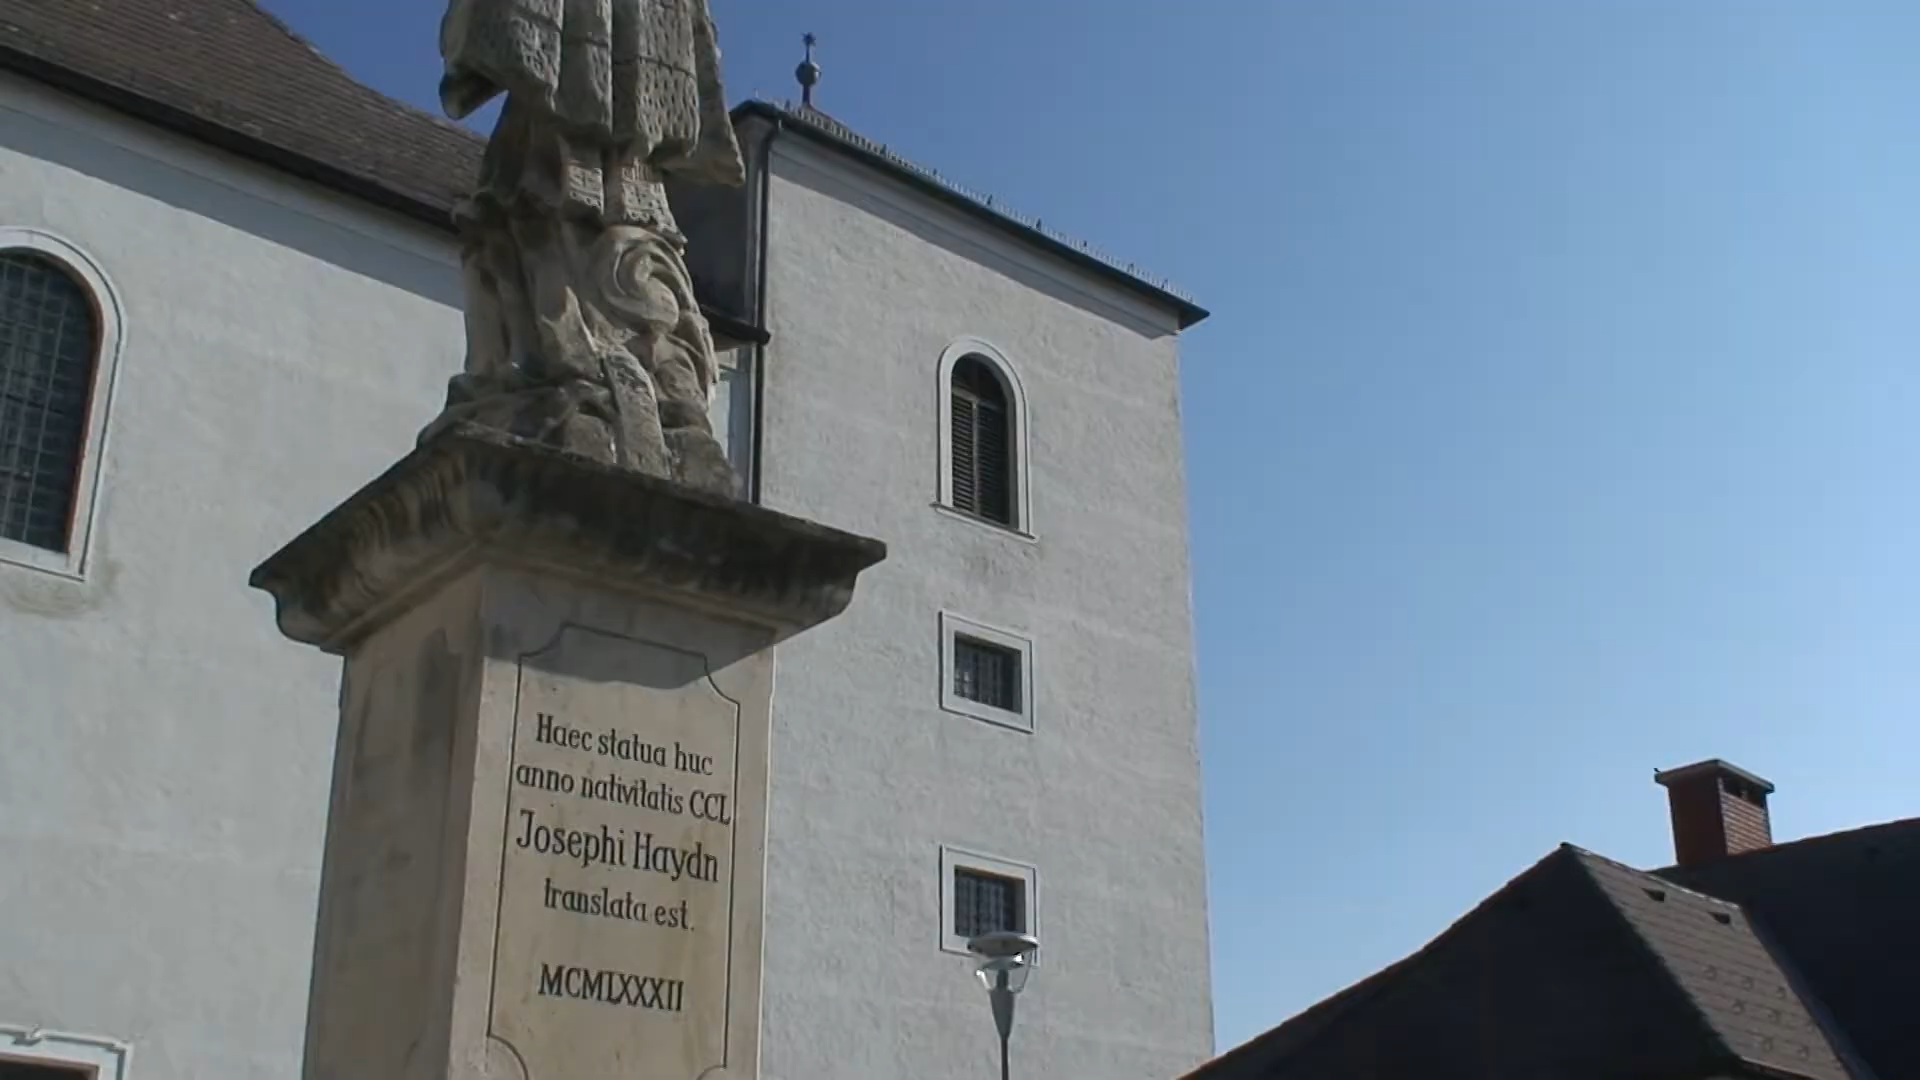 Haec statua huc
anno nativitatis CCL
Josephi Haydn
translata est.
MCMLXXXII